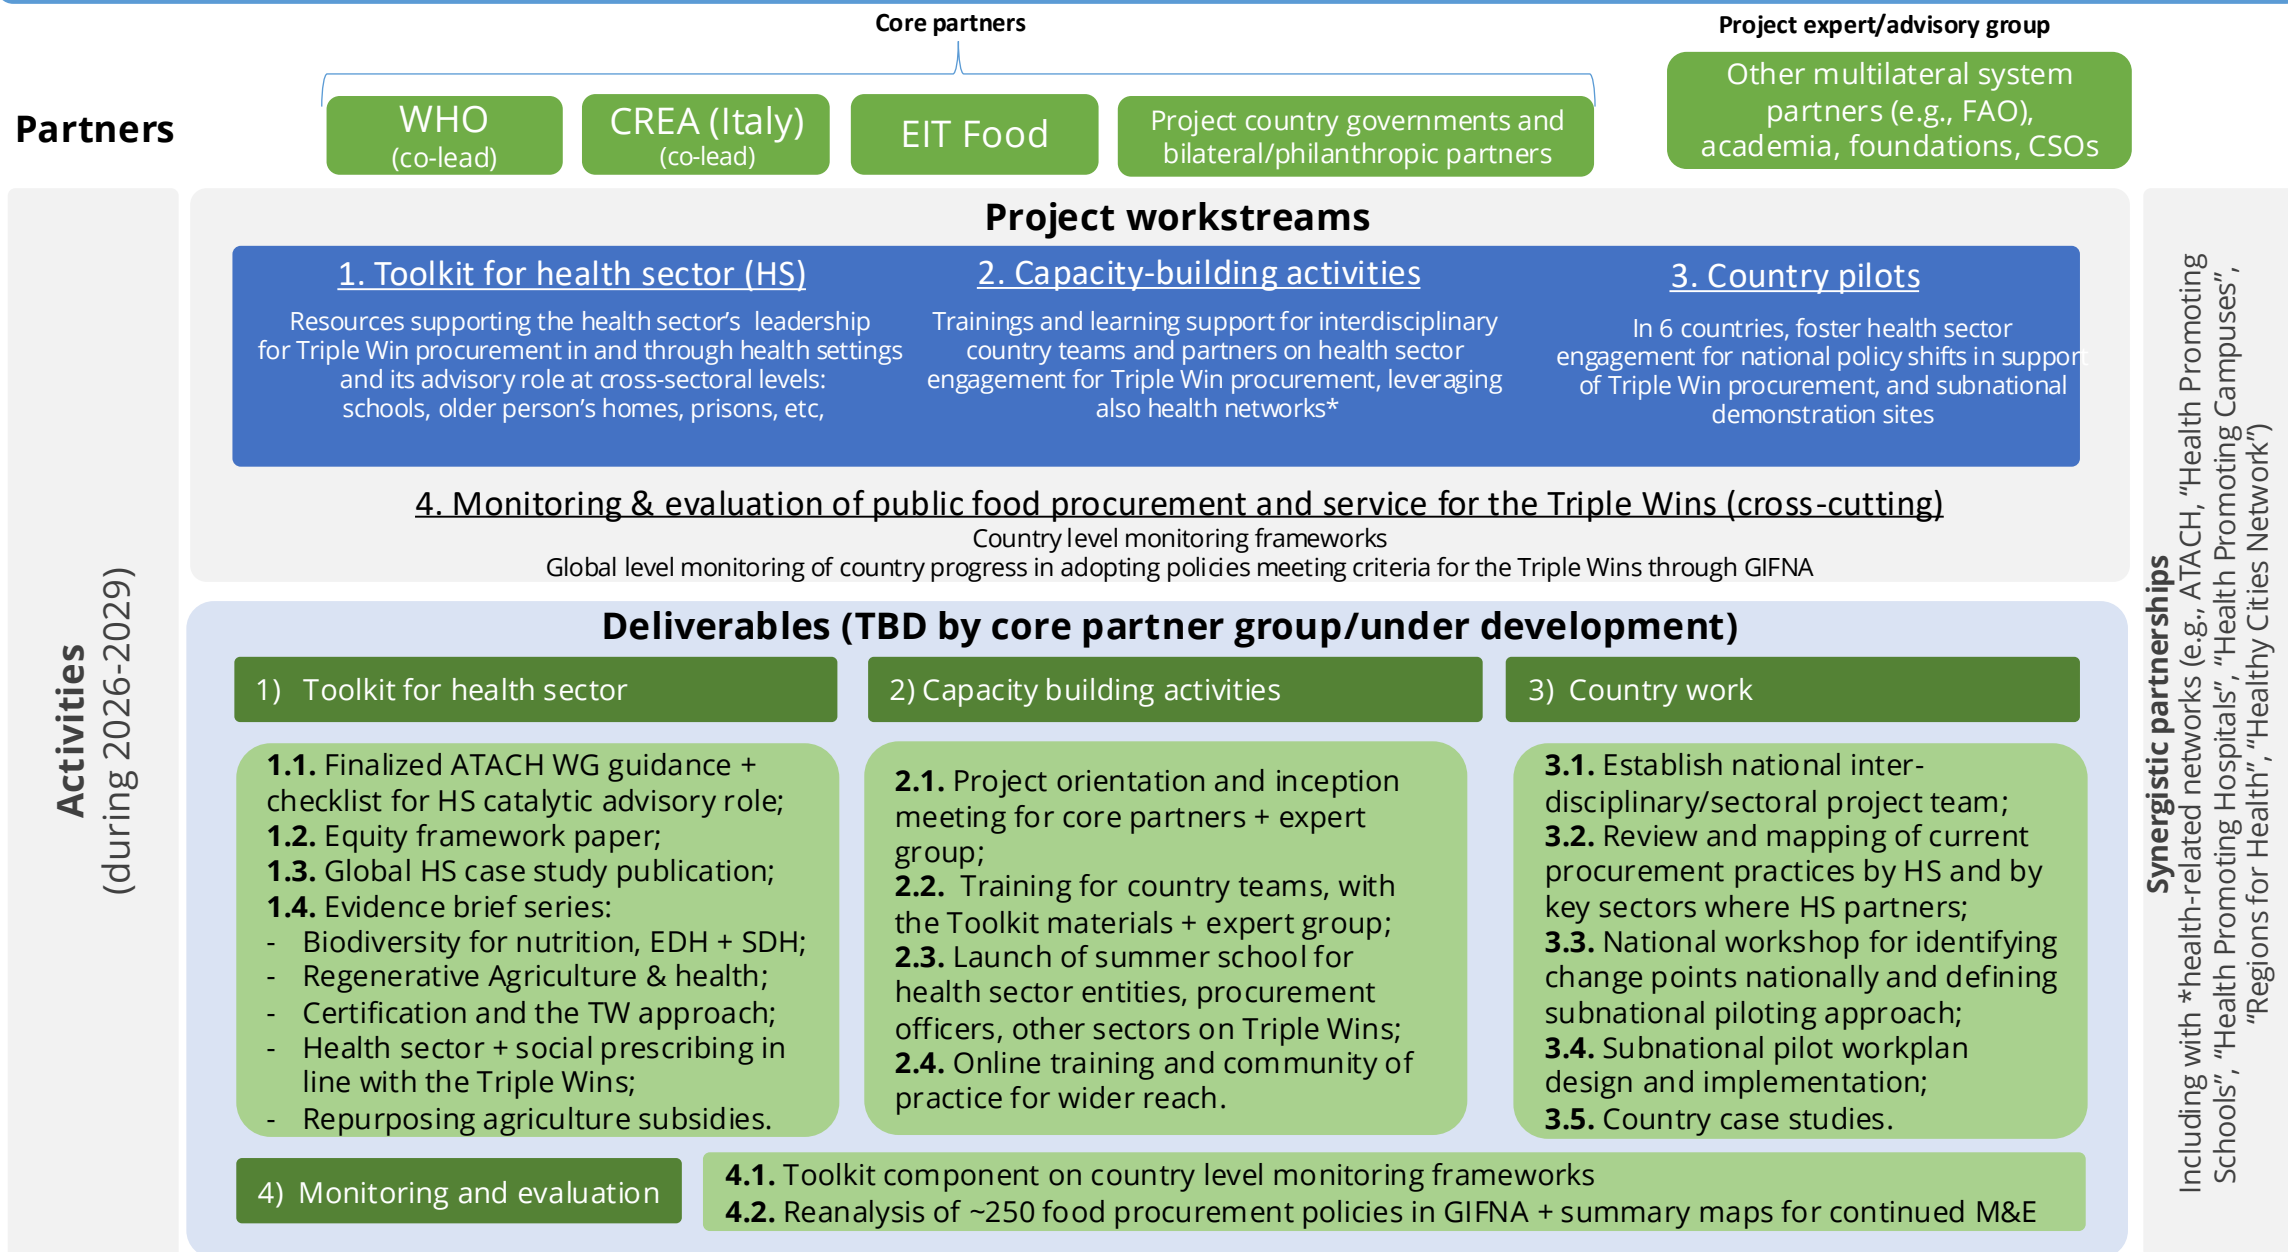 Core partners
Project expert/advisory group
Partners
WHO
(co-lead)
CREA (Italy)
(co-lead)
EIT Food
Project country governments and
bilateral/philanthropic partners
Other multilateral system
partners (e.g., FAO),
academia, foundations, CSOs
Activities
(during 2026-2029)
Project workstreams
1. Toolkit for health sector (HS)
Resources supporting the health sector’s leadership
for Triple Win procurement in and through health settings
and its advisory role at cross-sectoral levels:
schools, older person’s homes, prisons, etc,
2. Capacity-building activities
Trainings and learning support for interdisciplinary
country teams and partners on health sector
engagement for Triple Win procurement, leveraging
also health networks*
3. Country pilots
In 6 countries, foster health sector
engagement for national policy shifts in support
of Triple Win procurement, and subnational
demonstration sites
4. Monitoring & evaluation of public food procurement and service for the Triple Wins (cross-cutting)
Country level monitoring frameworks
Global level monitoring of country progress in adopting policies meeting criteria for the Triple Wins through GIFNA
Deliverables (TBD by core partner group/under development)
1) Toolkit for health sector
1.1. Finalized ATACH WG guidance +
checklist for HS catalytic advisory role;
1.2. Equity framework paper;
1.3. Global HS case study publication;
1.4. Evidence brief series:
- Biodiversity for nutrition, EDH + SDH;
- Regenerative Agriculture & health;
- Certification and the TW approach;
- Health sector + social prescribing in
line with the Triple Wins;
- Repurposing agriculture subsidies.
2) Capacity building activities
2.1. Project orientation and inception
meeting for core partners + expert
group;
2.2. Training for country teams, with
the Toolkit materials + expert group;
2.3. Launch of summer school for
health sector entities, procurement
officers, other sectors on Triple Wins;
2.4. Online training and community of
practice for wider reach.
3) Country work
3.1. Establish national inter-
disciplinary/sectoral project team;
3.2. Review and mapping of current
procurement practices by HS and by
key sectors where HS partners;
3.3. National workshop for identifying
change points nationally and defining
subnational piloting approach;
3.4. Subnational pilot workplan
design and implementation;
3.5. Country case studies.
4) Monitoring and evaluation
4.1. Toolkit component on country level monitoring frameworks
4.2. Reanalysis of ~250 food procurement policies in GIFNA + summary maps for continued M&E
Synergistic partnerships
Including with *health-related networks (e.g., ATACH, “Health Promoting
Schools”, “Health Promoting Hospitals”, “Health Promoting Campuses”,
“Regions for Health”, “Healthy Cities Network”)